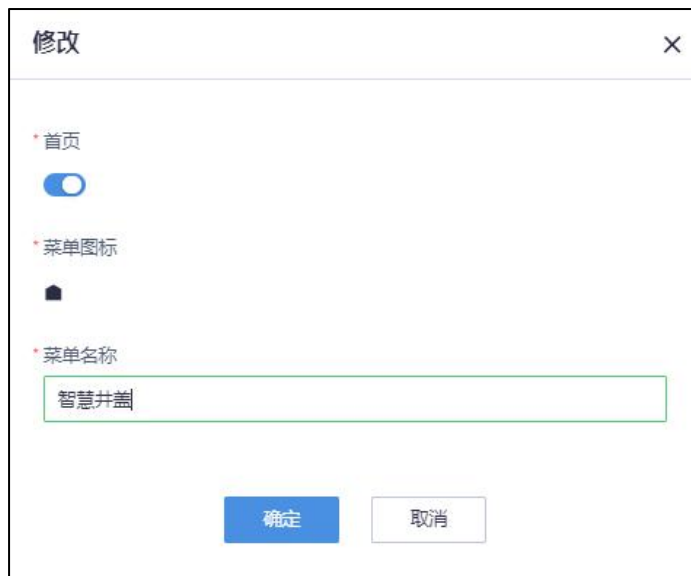 修改
* 首页
* 菜单图标
* 菜单名称
智慧井盖
确定
取消